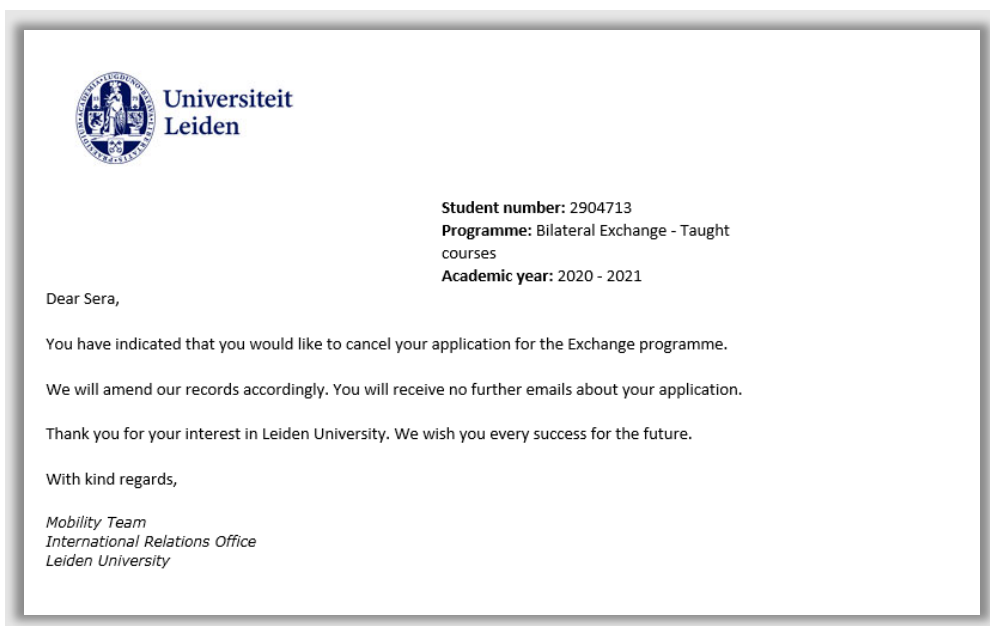 Universiteit
Leiden
Student number: 2904713
Programme: Bilateral Exchange - Taught
courses
Academic year: 2020 - 2021
Dear Sera,
You have indicated that you would like to cancel your application for the Exchange programme.
We will amend our records accordingly. You will receive no further emails about your application.
Thank you for your interest in Leiden University. We wish you every success for the future.
With kind regards,
Mobility Team
International Relations Office
Leiden University